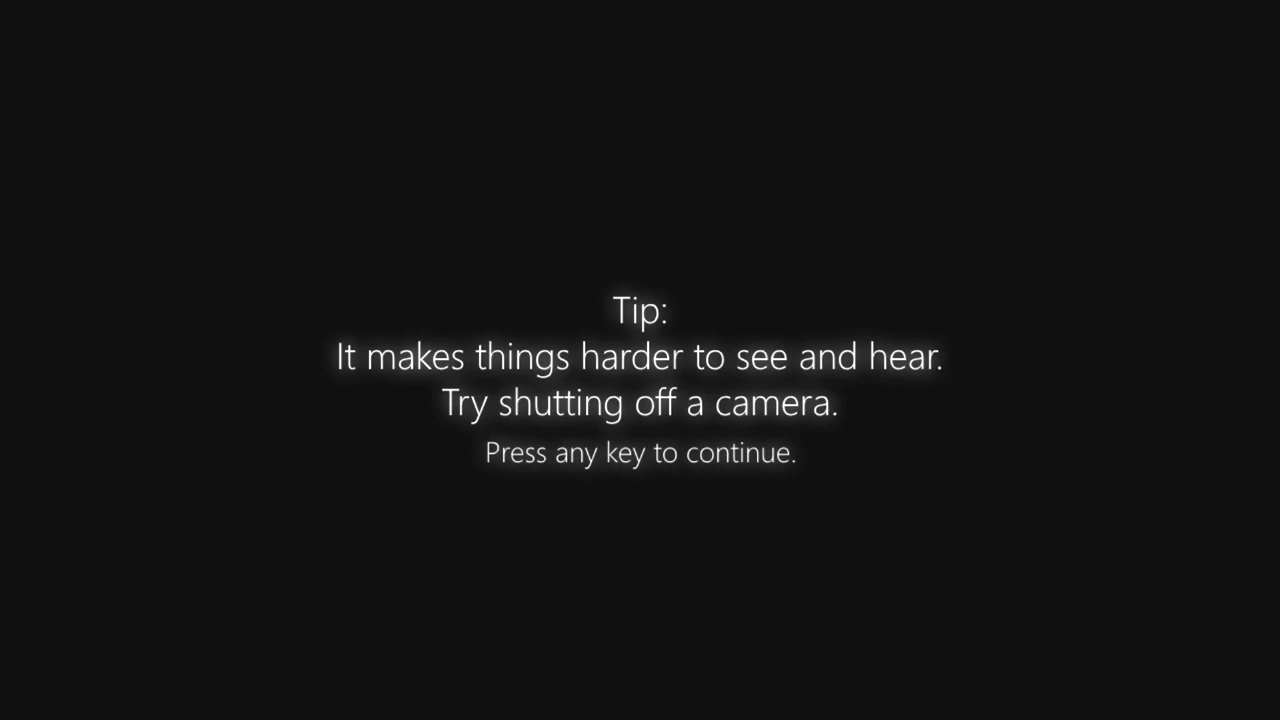 Tip:
It makes things harder to see and hear.
Try shutting off a camera.
Press any key to continue.